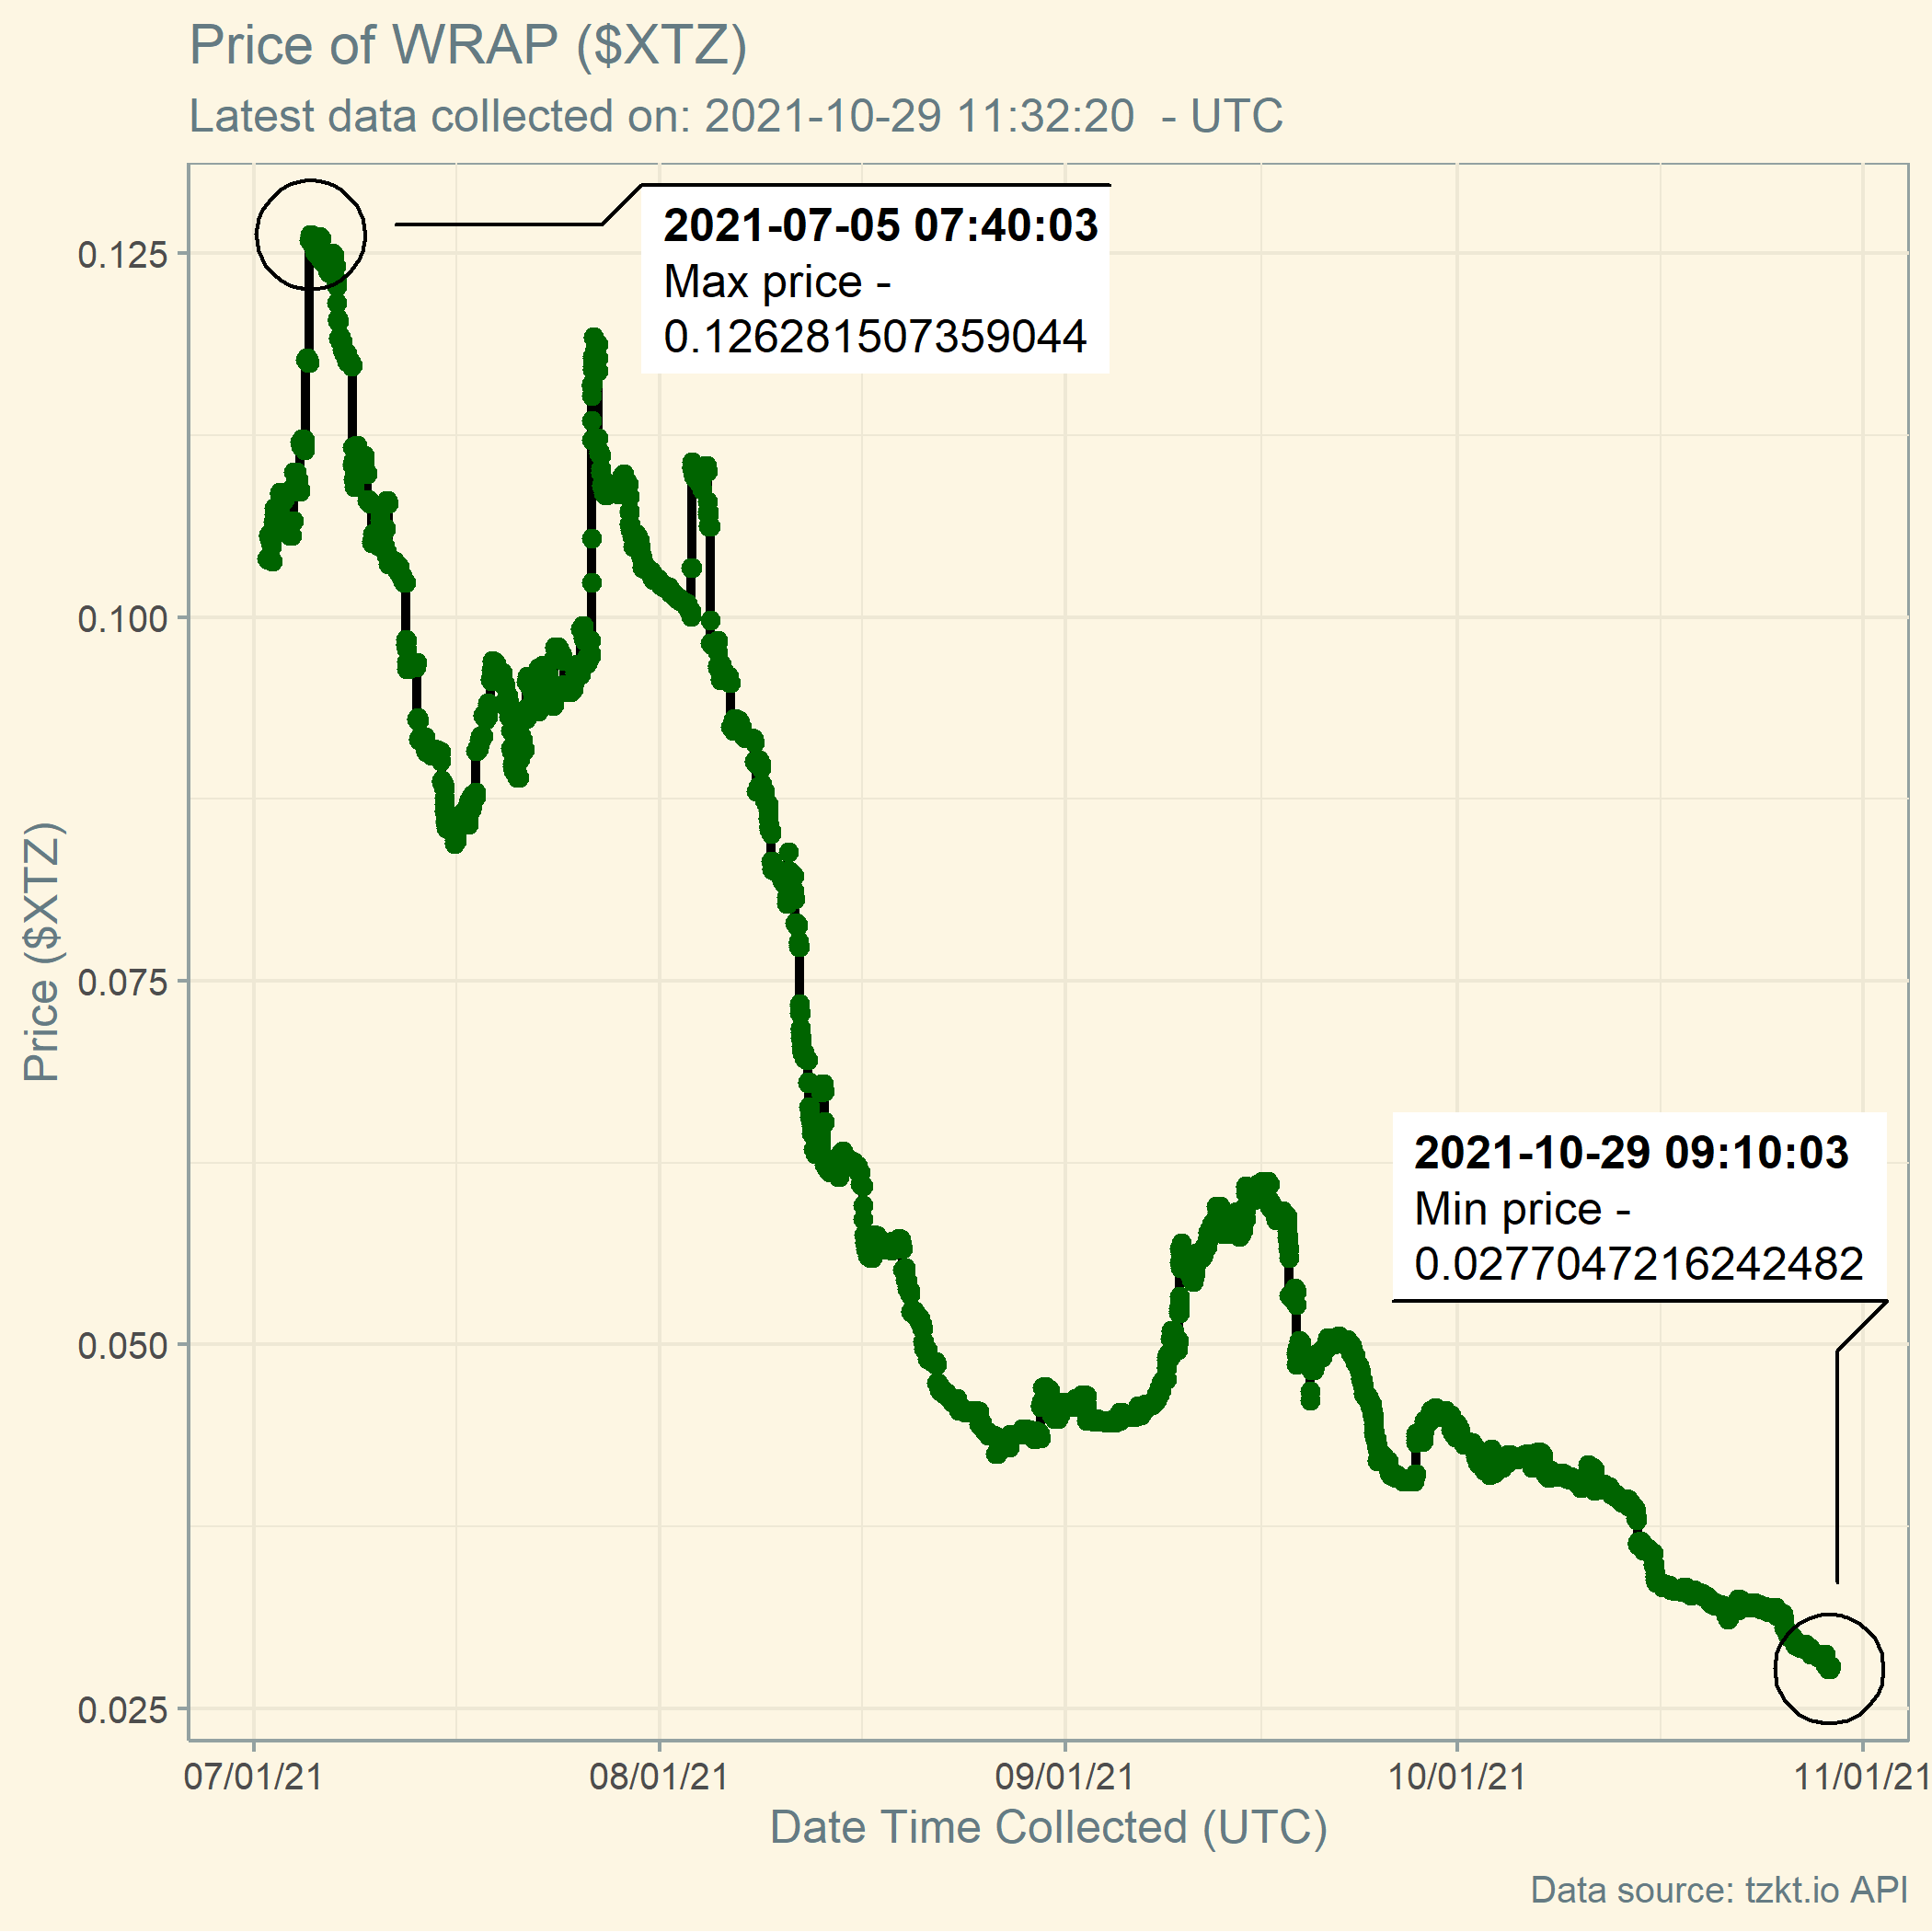 Price of WRAP ($XTZ)
Latest data collected on: 2021-10-29 11:32:20  - UTC
2021-07-05 07:40:03
Max price -
0.126281507359044
0.125
0.100
0.075
0.050
0.025
Price ($XTZ)
2021-10-29 09:10:03
Min price -
0.0277047216242482
07/01/21
08/01/21
09/01/21
10/01/21
11/01/21
Date Time Collected (UTC)
Data source: tzkt.io API